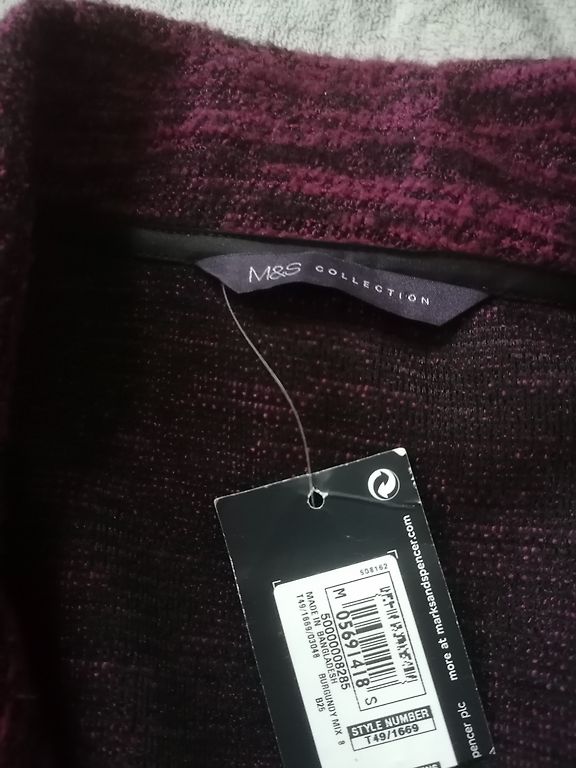 M&S COLLECTION
508162
M 05691418 S
50000008285
MADE IN BANGLADESH
BURGUNDY MIX 8
T49/1669/03048
B25
STYLE NUMBER
T49/1669
more at marksandspencer.com
pencer plc